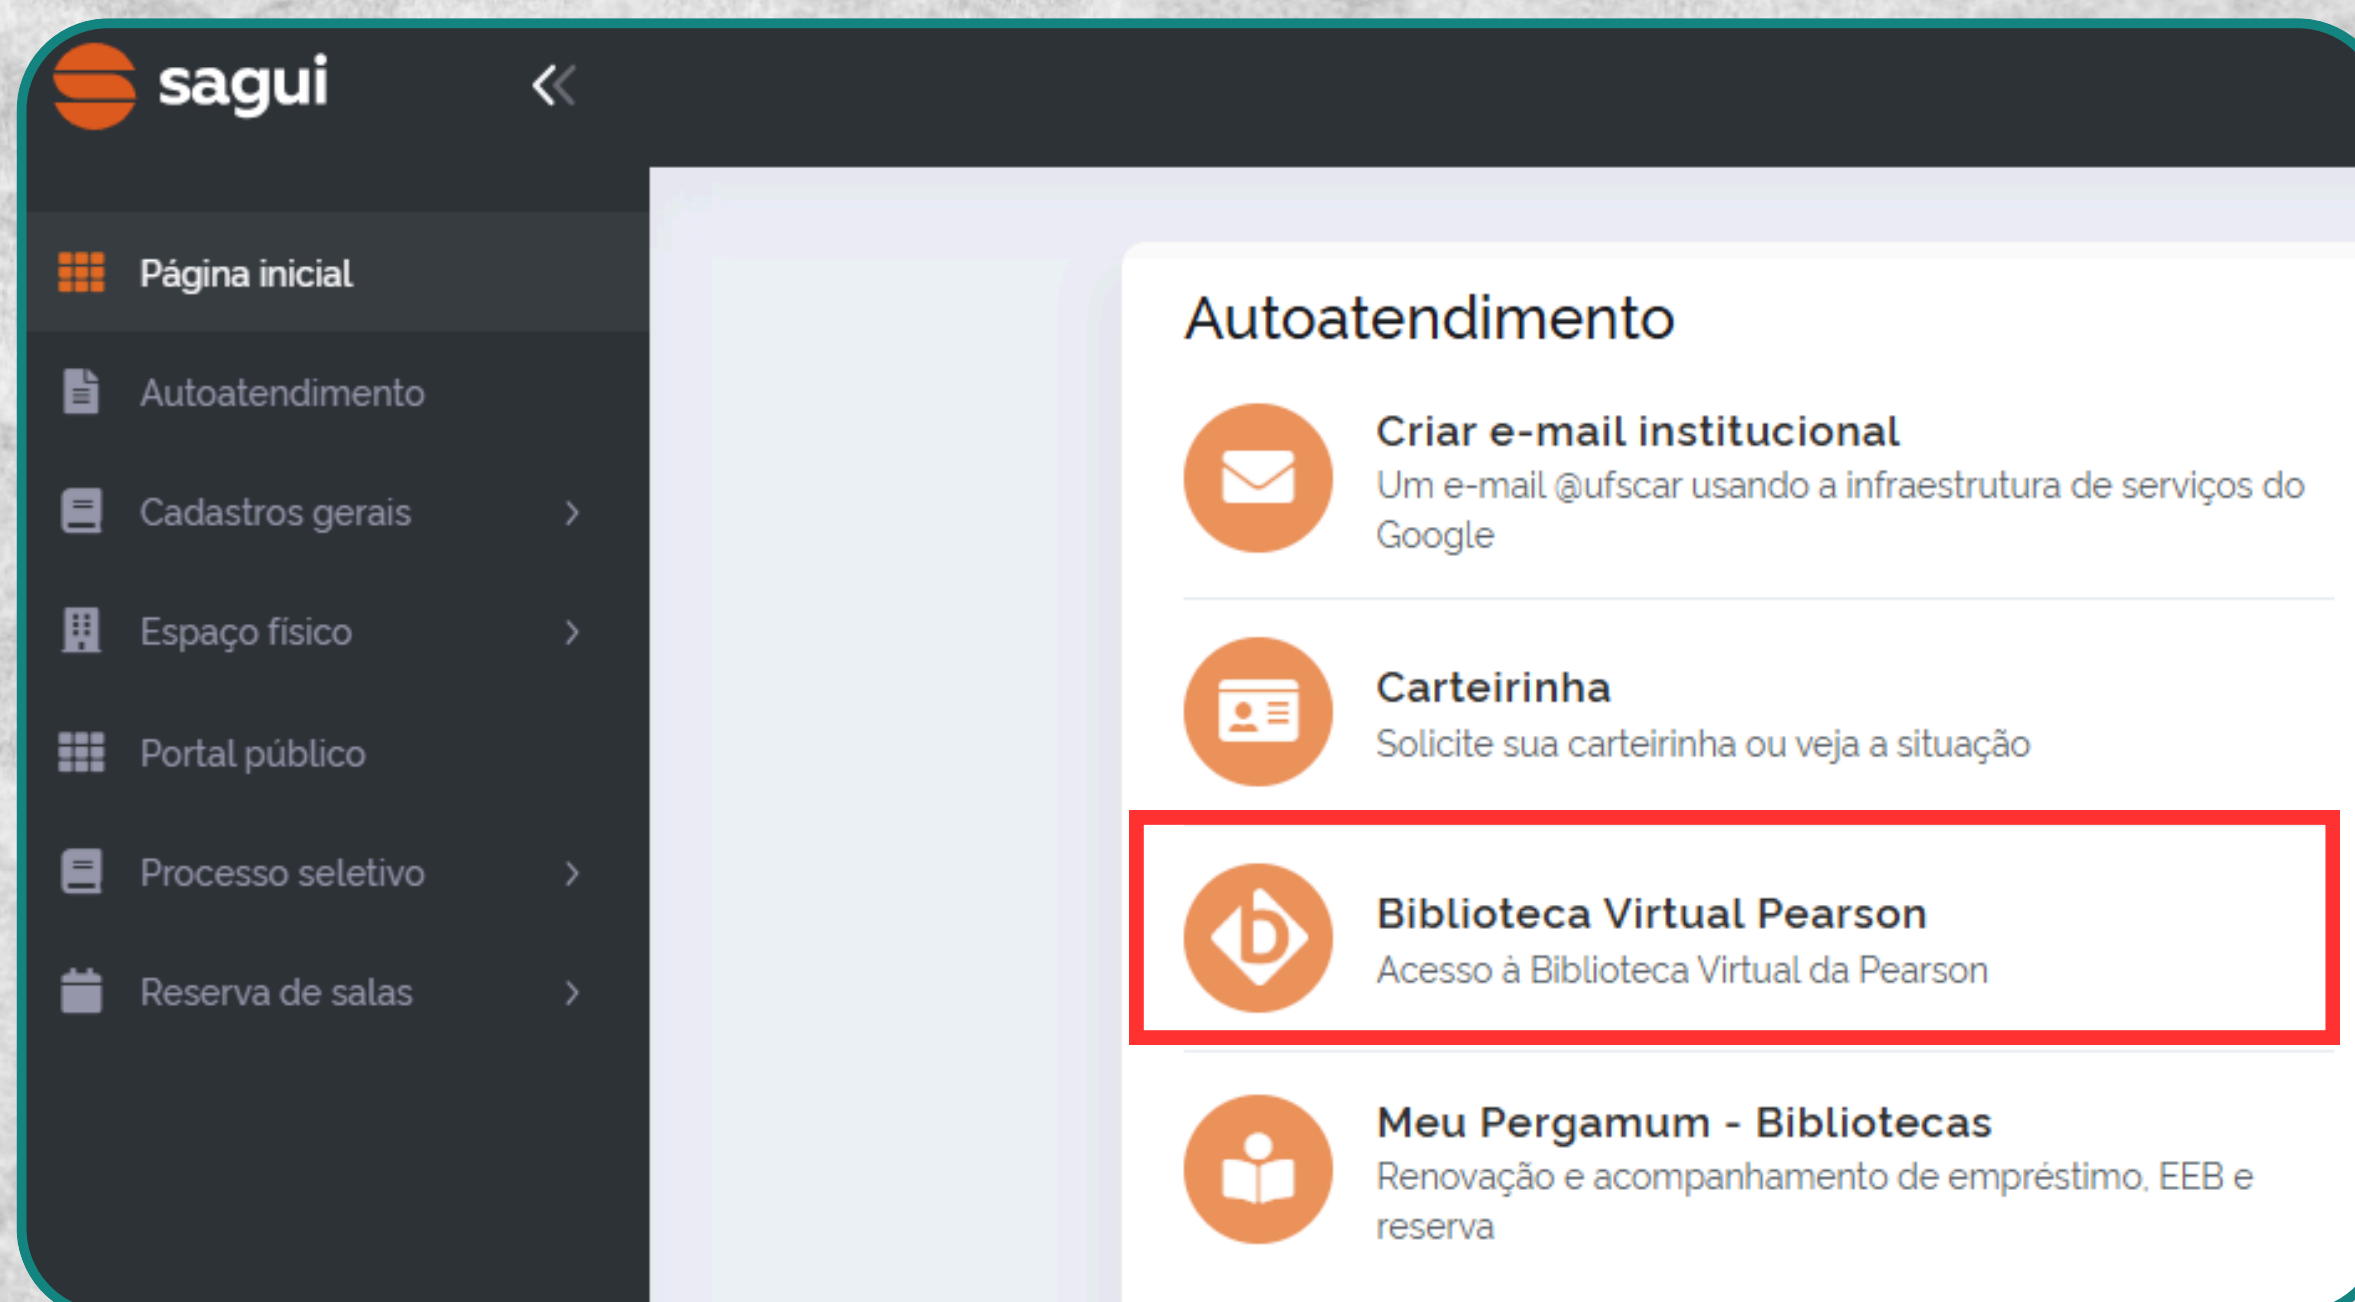 sagui
Página inicial
Autoatendimento
Cadastros gerais
Espaço físico
Portal público
Processo seletivo
Reserva de salas
Autoatendimento
Criar e-mail institucional
Um e-mail @ufscar usando a infraestrutura de serviços do
Google
Carteirinha
Solicite sua carteirinha ou veja a situação
b
Biblioteca Virtual Pearson
Acesso à Biblioteca Virtual da Pearson
Meu Pergamum - Bibliotecas
Renovação e acompanhamento de empréstimo, EEB e
reserva